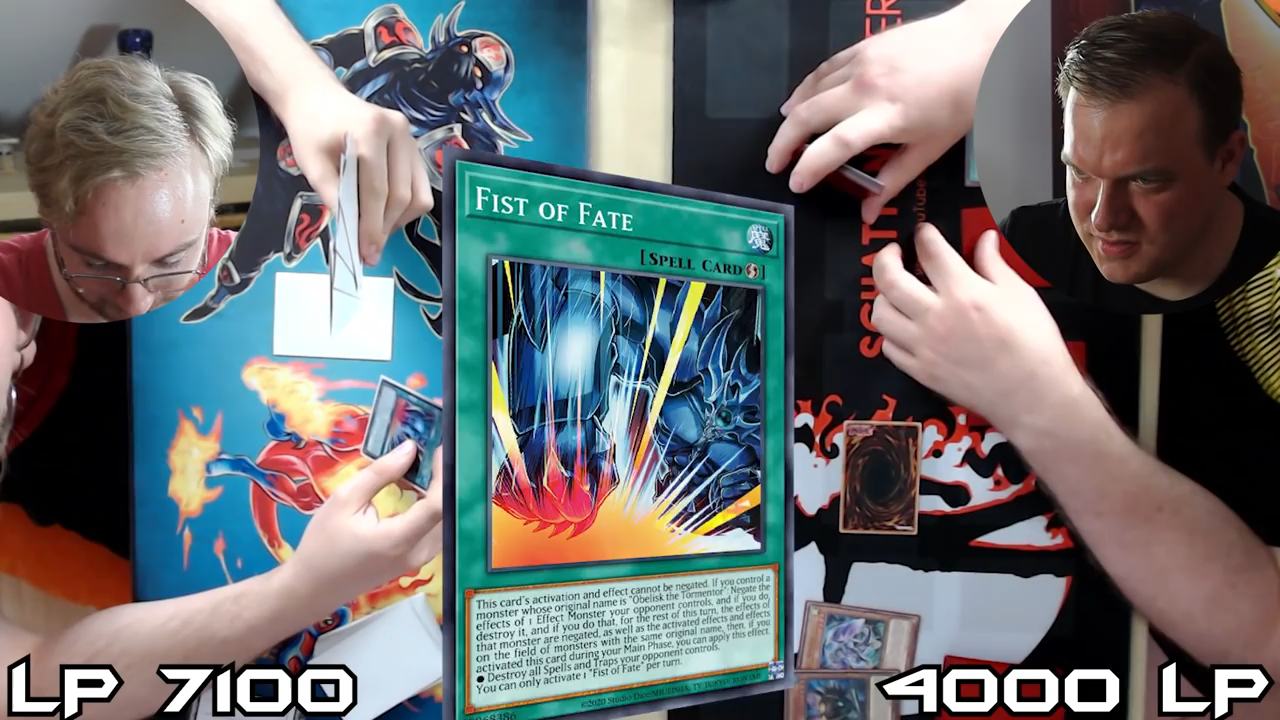 FIST OF FATE
[SPELL CARD]
This card's activation and effect cannot be negated. If you control a
monster whose original name is "Obelisk the Tormentor": Negate the
effects of 1 Effect Monster your opponent controls, and if you do,
destroy it, and if you do that, for the rest of this turn, the effects of
that monster are negated, as well as the activated effects and effects
on the field of monsters with the same original name, then, if you
activated this card during your Main Phase, you can apply this effect.
● Destroy all Spells and Traps your opponent controls.
You can only activate 1 "Fist of Fate" per turn.
LP 7100
4000 LP